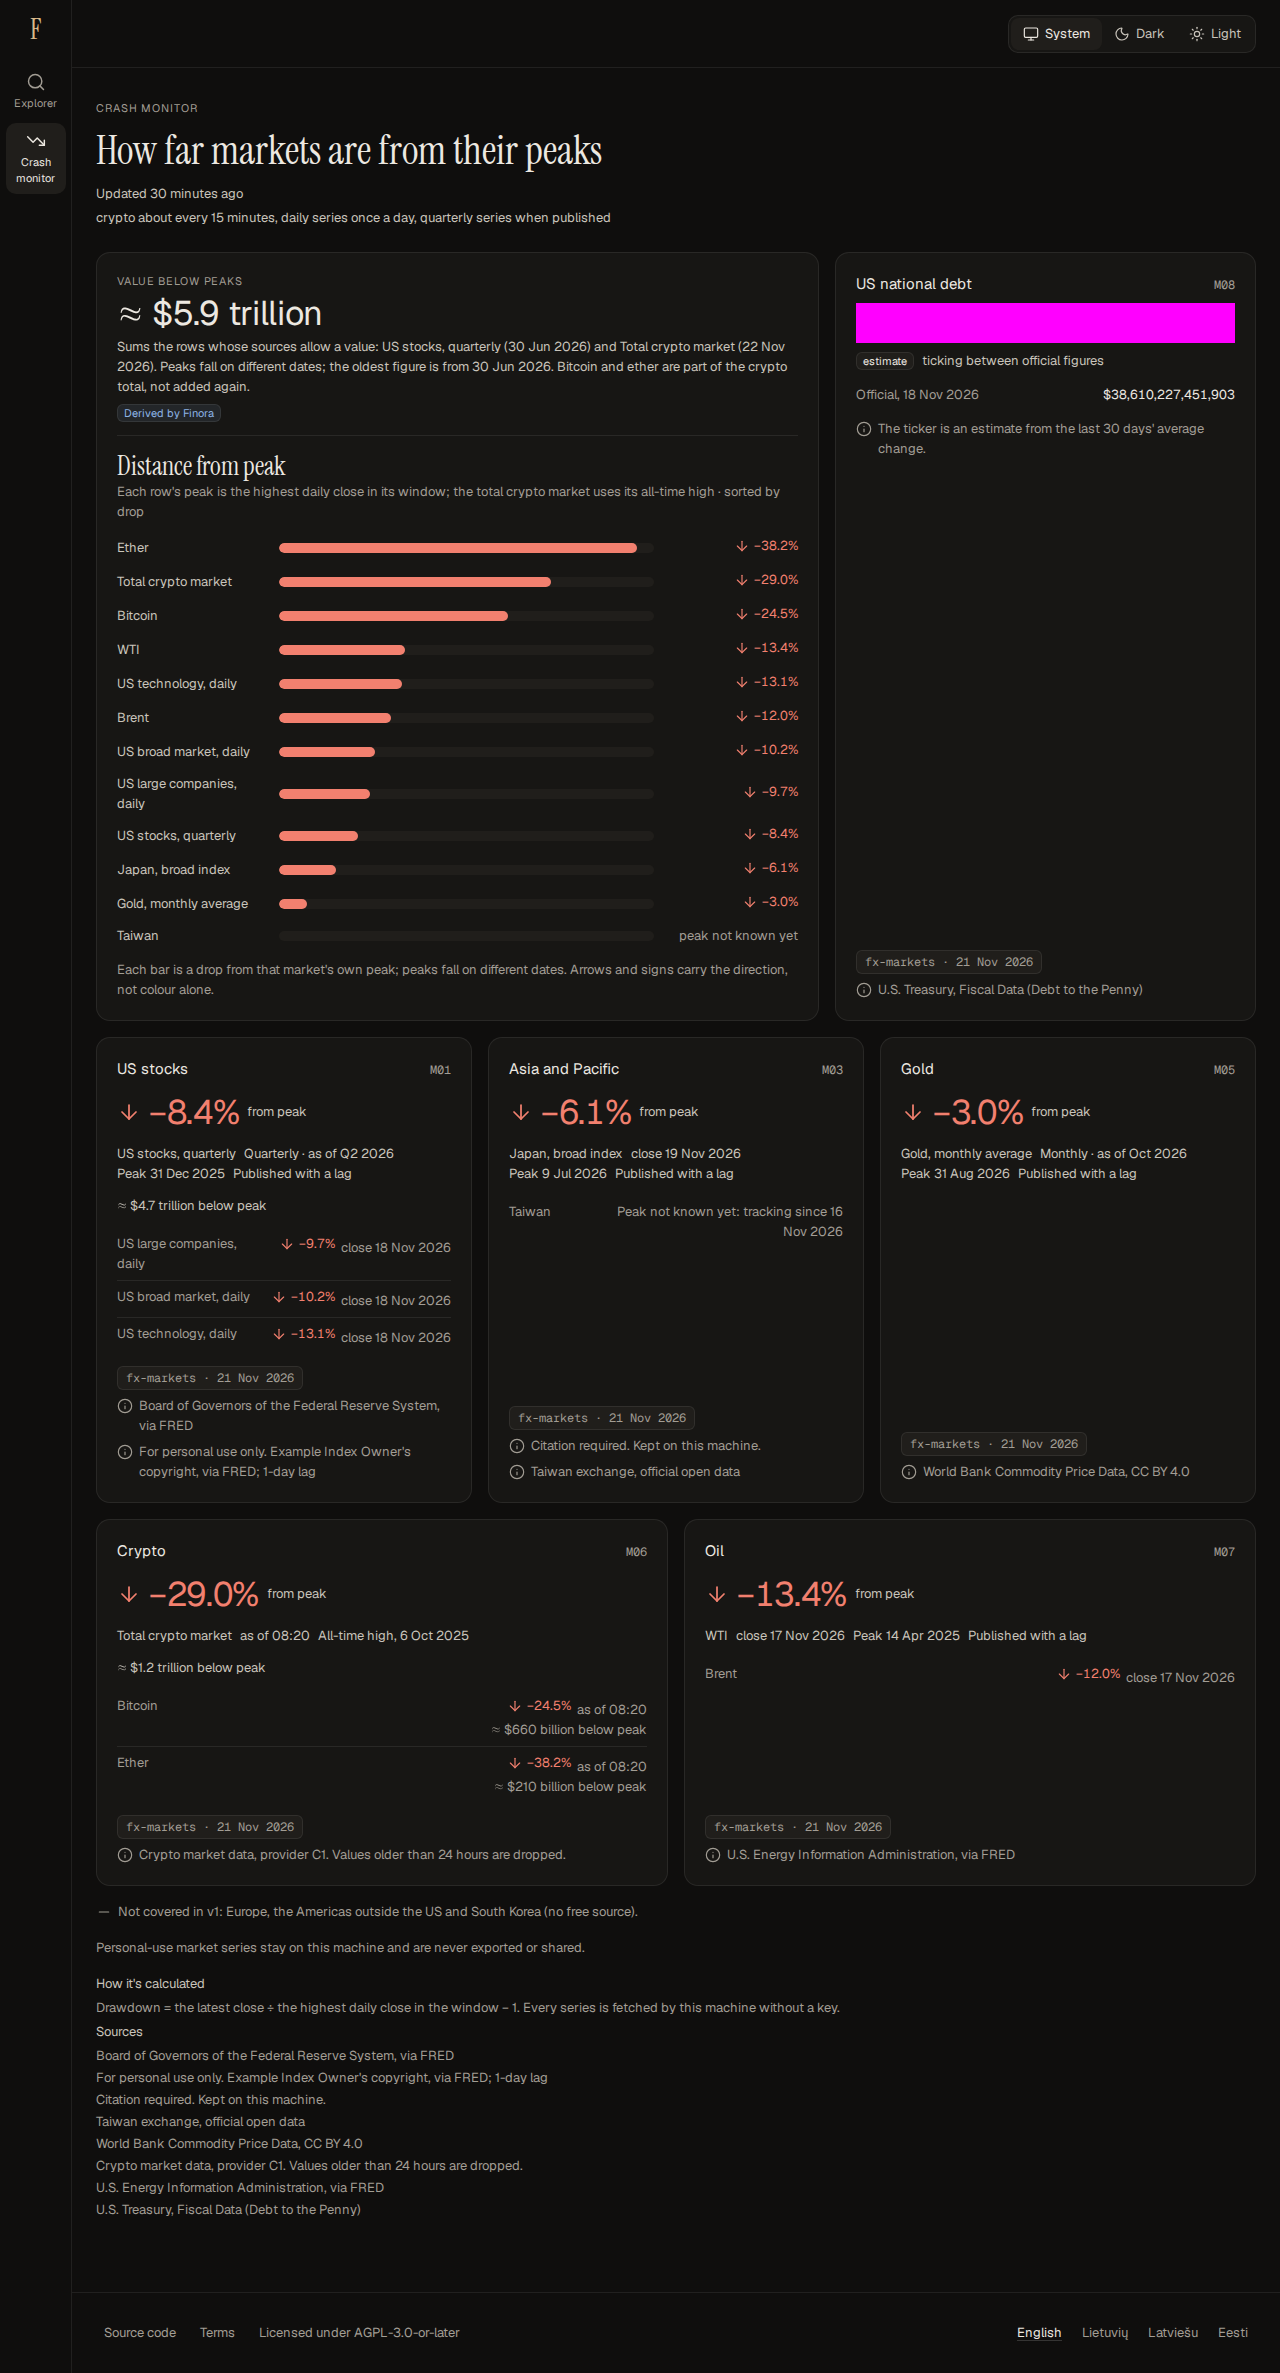 F
System
Dark
Light
Explorer
Crash
monitor
CRASH MONITOR
How far markets are from their peaks
Updated 30 minutes ago
crypto about every 15 minutes, daily series once a day, quarterly series when published
VALUE BELOW PEAKS
≈ $5.9 trillion
Sums the rows whose sources allow a value: US stocks, quarterly (30 Jun 2026) and Total crypto market (22 Nov
2026). Peaks fall on different dates; the oldest figure is from 30 Jun 2026. Bitcoin and ether are part of the crypto
total, not added again.
Derived by Finora
Distance from peak
Each row's peak is the highest daily close in its window; the total crypto market uses its all-time high · sorted by
drop
Ether ↓ −38.2%
Total crypto market ↓ −29.0%
Bitcoin ↓ −24.5%
WTI ↓ −13.4%
US technology, daily ↓ −13.1%
Brent ↓ −12.0%
US broad market, daily ↓ −10.2%
US large companies,
daily ↓ −9.7%
US stocks, quarterly ↓ −8.4%
Japan, broad index ↓ −6.1%
Gold, monthly average ↓ −3.0%
Taiwan peak not known yet
Each bar is a drop from that market's own peak; peaks fall on different dates. Arrows and signs carry the direction,
not colour alone.
US national debt M08
estimate ticking between official figures
Official, 18 Nov 2026 $38,610,227,451,903
The ticker is an estimate from the last 30 days' average
change.
fx-markets · 21 Nov 2026
U.S. Treasury, Fiscal Data (Debt to the Penny)
US stocks M01
↓ −8.4% from peak
US stocks, quarterly Quarterly · as of Q2 2026
Peak 31 Dec 2025 Published with a lag
≈ $4.7 trillion below peak
US large companies,
daily ↓ −9.7% close 18 Nov 2026
US broad market, daily ↓ −10.2% close 18 Nov 2026
US technology, daily ↓ −13.1% close 18 Nov 2026
fx-markets · 21 Nov 2026
Board of Governors of the Federal Reserve System,
via FRED
For personal use only. Example Index Owner's
copyright, via FRED; 1-day lag
Asia and Pacific M03
↓ −6.1% from peak
Japan, broad index close 19 Nov 2026
Peak 9 Jul 2026 Published with a lag
Taiwan Peak not known yet: tracking since 16
Nov 2026
fx-markets · 21 Nov 2026
Citation required. Kept on this machine.
Taiwan exchange, official open data
Gold M05
↓ −3.0% from peak
Gold, monthly average Monthly · as of Oct 2026
Peak 31 Aug 2026 Published with a lag
fx-markets · 21 Nov 2026
World Bank Commodity Price Data, CC BY 4.0
Crypto M06
↓ −29.0% from peak
Total crypto market as of 08:20 All-time high, 6 Oct 2025
≈ $1.2 trillion below peak
Bitcoin ↓ −24.5% as of 08:20
≈ $660 billion below peak
Ether ↓ −38.2% as of 08:20
≈ $210 billion below peak
fx-markets · 21 Nov 2026
Crypto market data, provider C1. Values older than 24 hours are dropped.
Oil M07
↓ −13.4% from peak
WTI close 17 Nov 2026 Peak 14 Apr 2025 Published with a lag
Brent ↓ −12.0% close 17 Nov 2026
fx-markets · 21 Nov 2026
U.S. Energy Information Administration, via FRED
— Not covered in v1: Europe, the Americas outside the US and South Korea (no free source).
Personal-use market series stay on this machine and are never exported or shared.
How it's calculated
Drawdown = the latest close ÷ the highest daily close in the window − 1. Every series is fetched by this machine without a key.
Sources
Board of Governors of the Federal Reserve System, via FRED
For personal use only. Example Index Owner's copyright, via FRED; 1-day lag
Citation required. Kept on this machine.
Taiwan exchange, official open data
World Bank Commodity Price Data, CC BY 4.0
Crypto market data, provider C1. Values older than 24 hours are dropped.
U.S. Energy Information Administration, via FRED
U.S. Treasury, Fiscal Data (Debt to the Penny)
Source code Terms Licensed under AGPL-3.0-or-later
English Lietuvių Latviešu Eesti